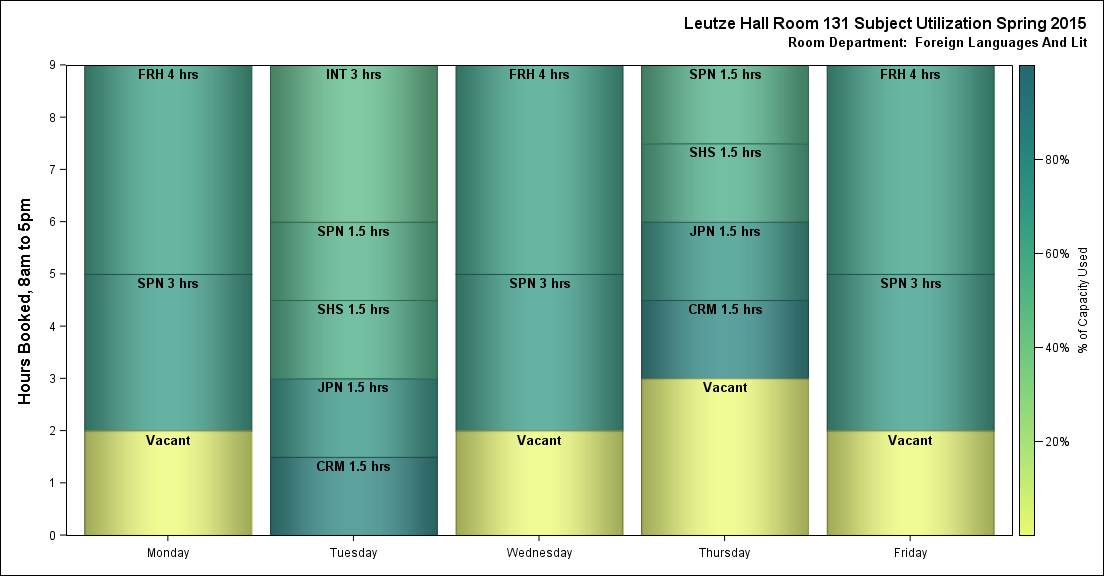 Leutze Hall Room 131 Subject Utilization Spring 2015
Room Department: Foreign Languages And Lit
Hours Booked, 8am to 5pm
9
8
7
6
5
4
3
2
1
0
FRH 4 hrs
SPN 3 hrs
Vacant
Monday
INT 3 hrs
SPN 1.5 hrs
SHS 1.5 hrs
JPN 1.5 hrs
CRM 1.5 hrs
Tuesday
FRH 4 hrs
SPN 3 hrs
Vacant
Wednesday
SPN 1.5 hrs
SHS 1.5 hrs
JPN 1.5 hrs
CRM 1.5 hrs
Vacant
Thursday
FRH 4 hrs
SPN 3 hrs
Vacant
Friday
80%
60%
40%
20%
% of Capacity Used